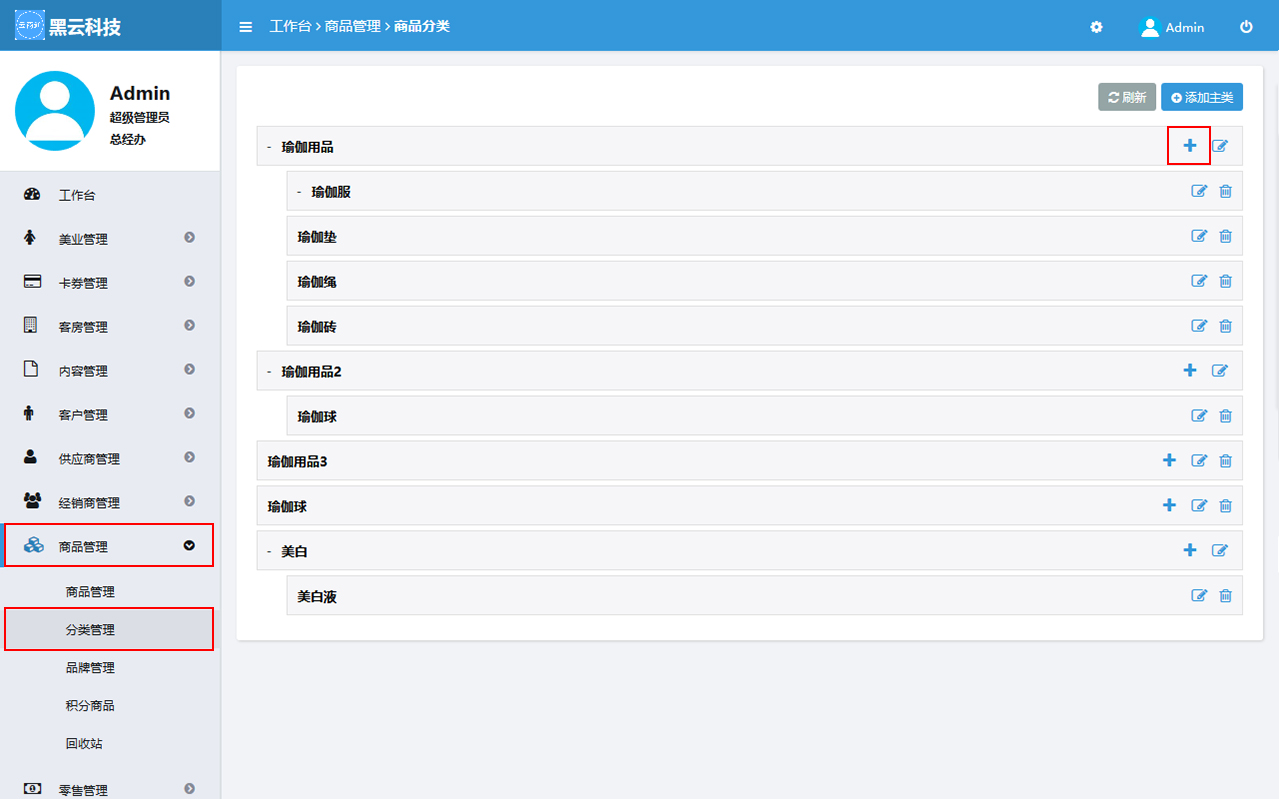 黑云科技
工作台 > 商品管理 > 商品分类
Admin
Admin
超级管理员
总经办
工作台
美业管理
卡券管理
客房管理
内容管理
客户管理
供应商管理
经销商管理
商品管理
商品管理
分类管理
品牌管理
积分商品
回收站
零售管理
刷新
添加主类
- 瑜伽用品
- 瑜伽服
瑜伽垫
瑜伽绳
瑜伽砖
- 瑜伽用品2
瑜伽球
瑜伽用品3
瑜伽球
- 美白
美白液